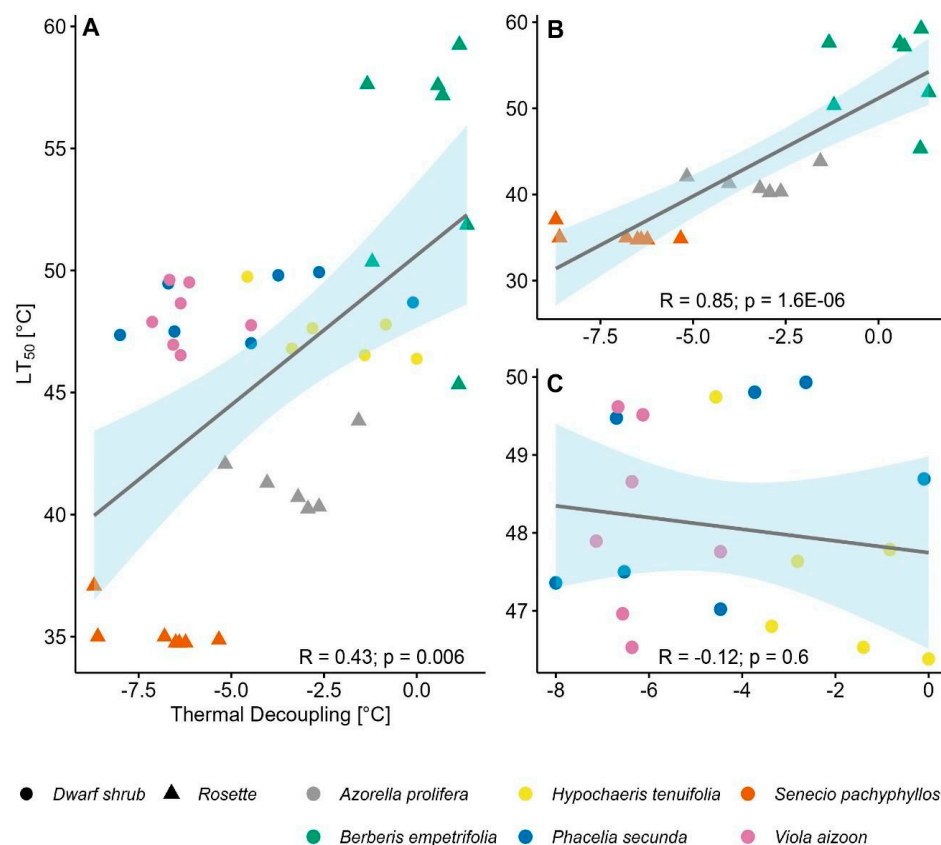 A
60
55
50
45
40
35
LT50 [°C]
R = 0.43; p = 0.006
-7.5 -5.0 -2.5 0.0
Thermal Decoupling [°C]
B
60
50
40
30
R = 0.85; p = 1.6E-06
-7.5 -5.0 -2.5 0.0
C
50
49
48
47
R = -0.12; p = 0.6
-8 -6 -4 -2 0
Dwarf shrub Rosette Azorella prolifera Hypochaeris tenuifolia Senecio pachyphyllos
Berberis empetrifolia Phacelia secunda Viola aizoon